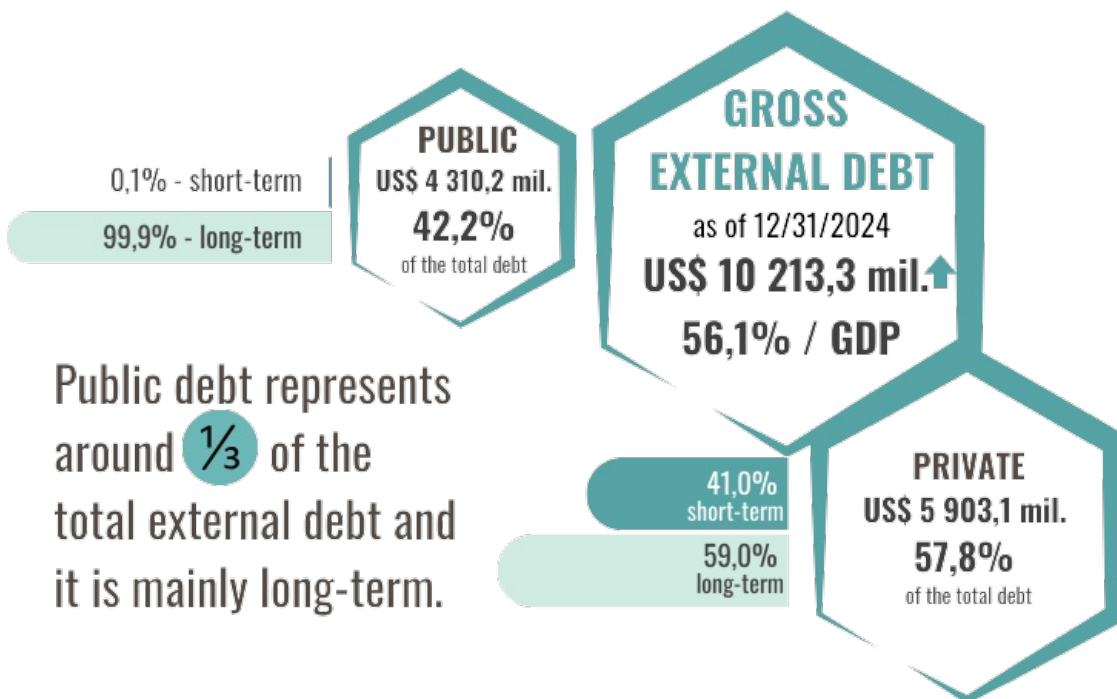 GROSS
EXTERNAL DEBT
as of 12/31/2024
US$ 10 213,3 mil.
56,1% / GDP
PUBLIC
US$ 4 310,2 mil.
42,2%
of the total debt
0,1% - short-term
99,9% - long-term
Public debt represents
around ⅓ of the
total external debt and
it is mainly long-term.
PRIVATE
US$ 5 903,1 mil.
57,8%
of the total debt
41,0%
short-term
59,0%
long-term